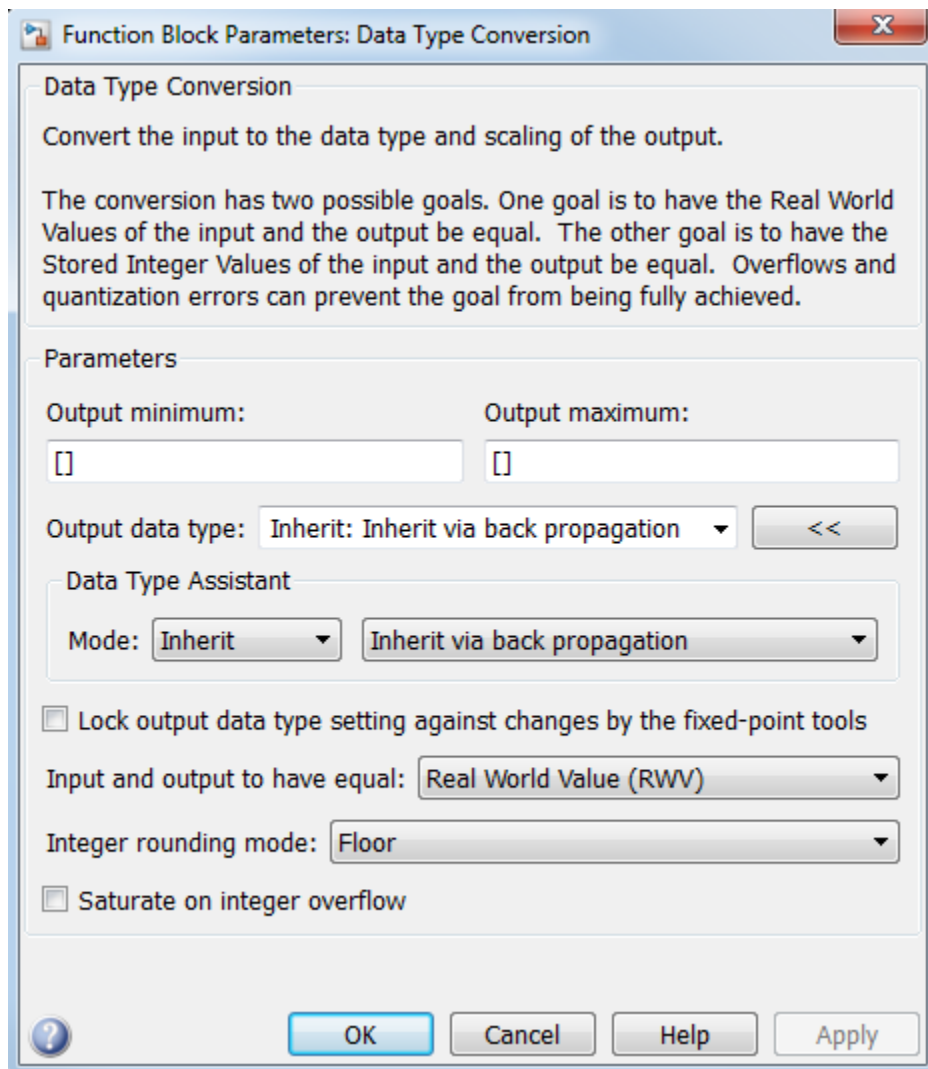 Function Block Parameters: Data Type Conversion
X
Data Type Conversion
Convert the input to the data type and scaling of the output.
The conversion has two possible goals. One goal is to have the Real World
Values of the input and the output be equal.  The other goal is to have the
Stored Integer Values of the input and the output be equal.  Overflows and
quantization errors can prevent the goal from being fully achieved.
Parameters
Output minimum: Output maximum:
[] []
Output data type: Inherit: Inherit via back propagation <<
Data Type Assistant
Mode: Inherit Inherit via back propagation
Lock output data type setting against changes by the fixed-point tools
Input and output to have equal: Real World Value (RWV)
Integer rounding mode: Floor
Saturate on integer overflow
? OK Cancel Help Apply